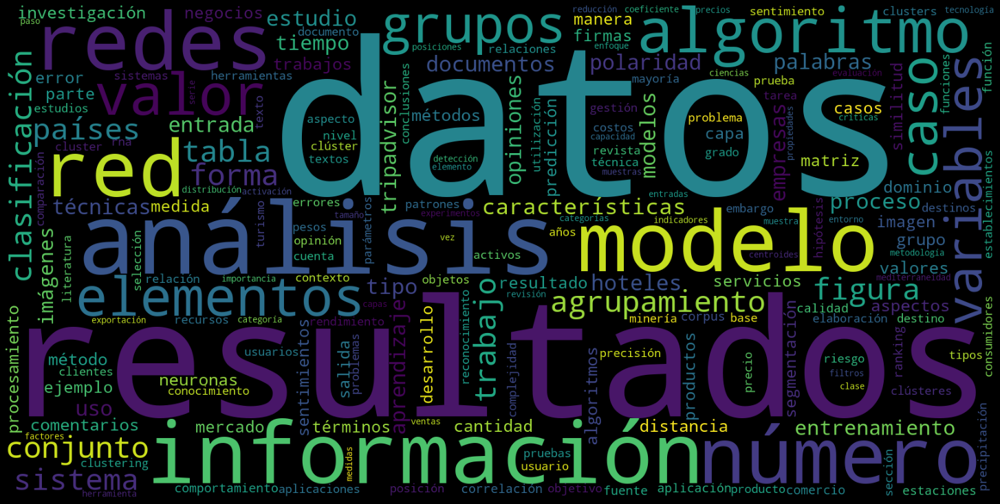 investigación
paso
redes
negocios
estudio
documento
tiempo
trabajos
grupos
posiciones
relaciones
reducción
coeficiente
precios
manera
sentimiento
firmas
enfoque
algoritmo
clusters
tecnología
función
funciones
error
parte
estudios
sistemas
herramientas
valor
serie
texto
documentos
polaridad
mayoría
palabras
ciencias
prueba
evaluación
tarea
clasificación
países
cluster
rna
entrada
tabla
datos
aspecto
nivel
clúster
textos
tripadvisor
conclusiones
métodos
detección
elemento
opiniones
utilización
predicción
gestión
costos
capacidad
revista
técnica
muestras
modelos
problema
capa
grado
empresas
propiedades
casos
críticas
matriz
similitud
caso
variables
establecimientos
red
forma
comparación
distribución
activación
técnicas
medida
errores
tamaño
patrones
experimentos
características
entradas
categorías
indicadores
embargo
muestra
hipótesis
proceso
dominio
destinos
entorno
imagen
grupo
metodología
valores
imágenes
literatura
análisis
turismo
selección
pesos
opinión
cuenta
parámetros
vez
activos
años
modelo
centroides
mediterraneidad
elementos
relación
importancia
contexto
tipo
objetos
resultado
revisión
hoteles
servicios
figura
agrupamiento
calidad
aspectos
exportación
recursos
categoría
capas
rendimiento
trabajo
minería
corpus
base
elaboración
destino
procesamiento
resultados
método
clientes
ejemplo
uso
neuronas
conocimiento
usuarios
sentimientos
salida
problemas
aprendizaje
desarrollo
reconocimiento
complejidad
algoritmos
precisión
productos
precio
segmentación
riesgo
filtros
clase
ranking
clústeres
tipos
consumidores
comentarios
mercado
términos
ventas
cantidad
distancia
entrenamiento
factores
conjunto
clustering
sistema
herramienta
información
medidas
pruebas
usuario
número
precipitación
comportamiento
aplicaciones
posición
correlación
objetivo
fuente
aplicación
producto
comercio
sección
estaciones